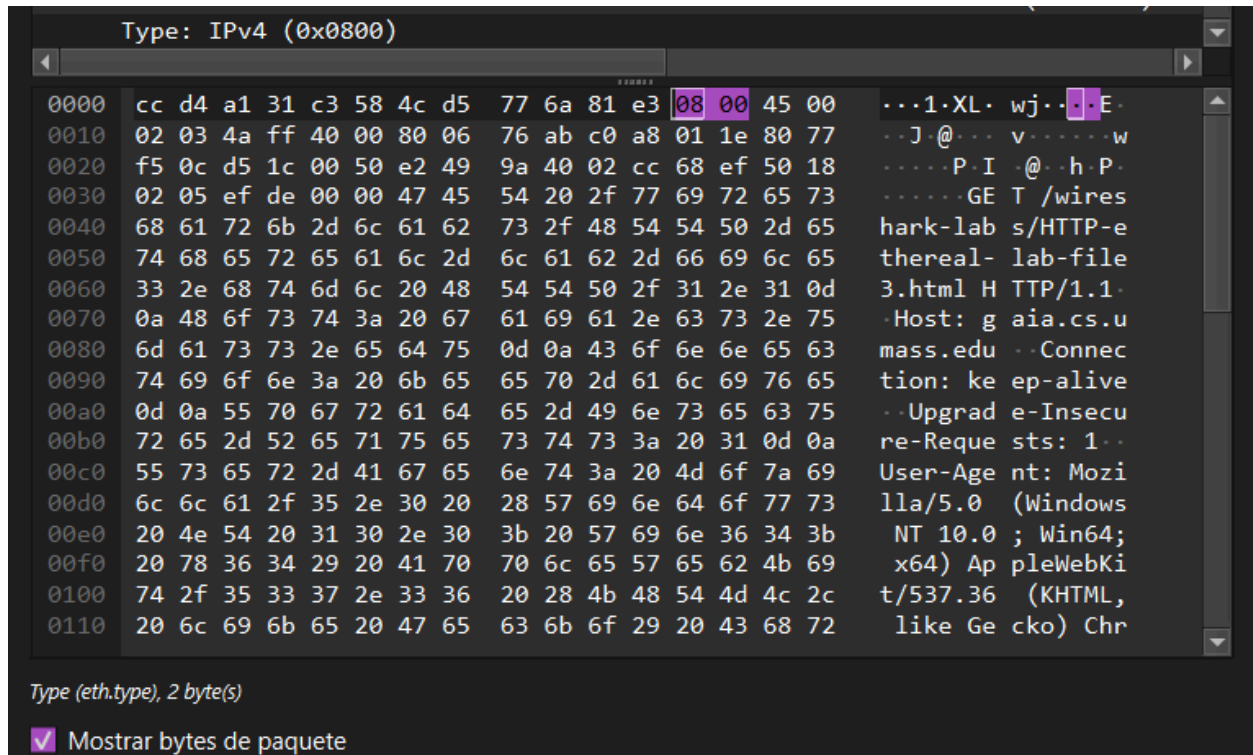 Type: IPv4 (0x0800)
0000 cc d4 a1 31 c3 58 4c d5 77 6a 81 e3 08 00 45 00 ···1·XL· wj····E·
0010 02 03 4a ff 40 00 80 06 76 ab c0 a8 01 1e 80 77 ··J·@··· v······w
0020 f5 0c d5 1c 00 50 e2 49 9a 40 02 cc 68 ef 50 18 ·····P·I ·@··h·P·
0030 02 05 ef de 00 00 47 45 54 20 2f 77 69 72 65 73 ······GE T /wires
0040 68 61 72 6b 2d 6c 61 62 73 2f 48 54 54 50 2d 65 hark-lab s/HTTP-e
0050 74 68 65 72 65 61 6c 2d 6c 61 62 2d 66 69 6c 65 thereal- lab-file
0060 33 2e 68 74 6d 6c 20 48 54 54 50 2f 31 2e 31 0d 3.html H TTP/1.1·
0070 0a 48 6f 73 74 3a 20 67 61 69 61 2e 63 73 2e 75 ·Host: g aia.cs.u
0080 6d 61 73 73 2e 65 64 75 0d 0a 43 6f 6e 6e 65 63 mass.edu ··Connec
0090 74 69 6f 6e 3a 20 6b 65 65 70 2d 61 6c 69 76 65 tion: ke ep-alive
00a0 0d 0a 55 70 67 72 61 64 65 2d 49 6e 73 65 63 75 ··Upgrad e-Insecu
00b0 72 65 2d 52 65 71 75 65 73 74 73 3a 20 31 0d 0a re-Reque sts: 1··
00c0 55 73 65 72 2d 41 67 65 6e 74 3a 20 4d 6f 7a 69 User-Age nt: Mozi
00d0 6c 6c 61 2f 35 2e 30 20 28 57 69 6e 64 6f 77 73 lla/5.0 (Windows
00e0 20 4e 54 20 31 30 2e 30 3b 20 57 69 6e 36 34 3b NT 10.0 ; Win64;
00f0 20 78 36 34 29 20 41 70 70 6c 65 57 65 62 4b 69 x64) Ap pleWebKi
0100 74 2f 35 33 37 2e 33 36 20 28 4b 48 54 4d 4c 2c t/537.36 (KHTML,
0110 20 6c 69 6b 65 20 47 65 63 6b 6f 29 20 43 68 72 like Ge cko) Chr
Type (eth.type), 2 byte(s)
Mostrar bytes de paquete